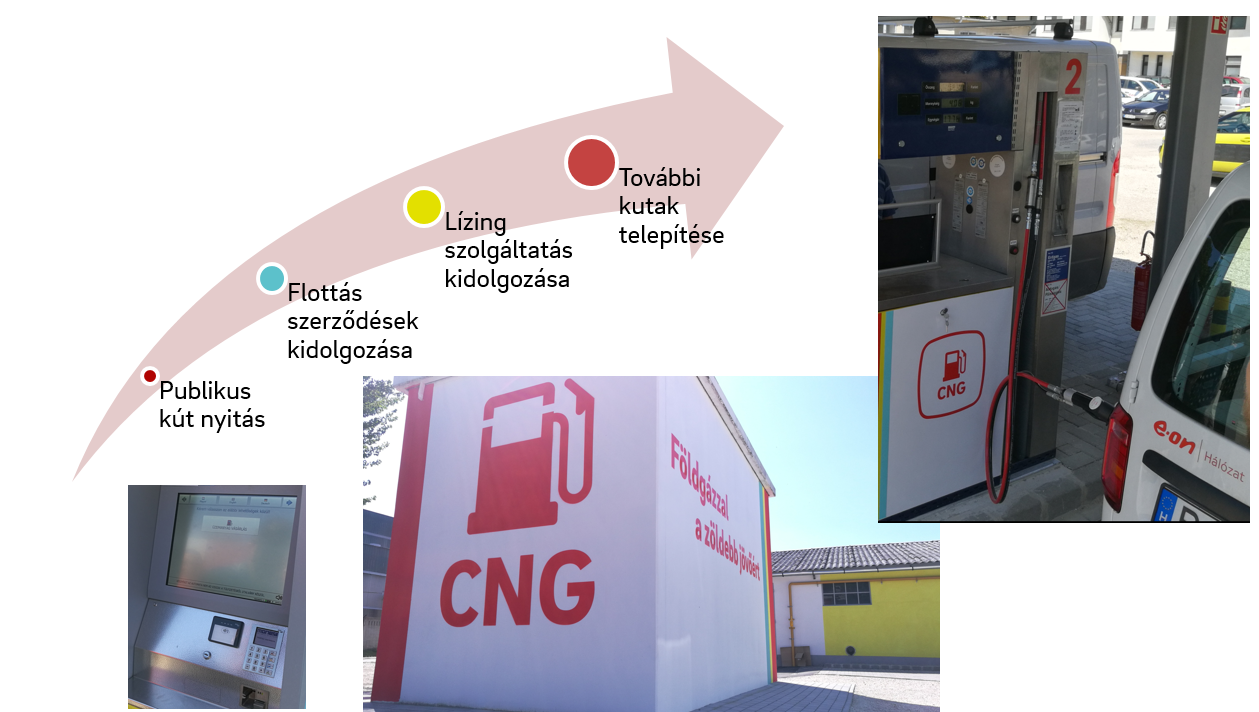 További
kutak
telepítése
Lízing
szolgáltatás
kidolgozása
Flottás
szerződések
kidolgozása
Publikus
kút nyitás
CNG
Földgázzal
a zöldebb jövőért
2
CNG
e·on
Hálózat
H